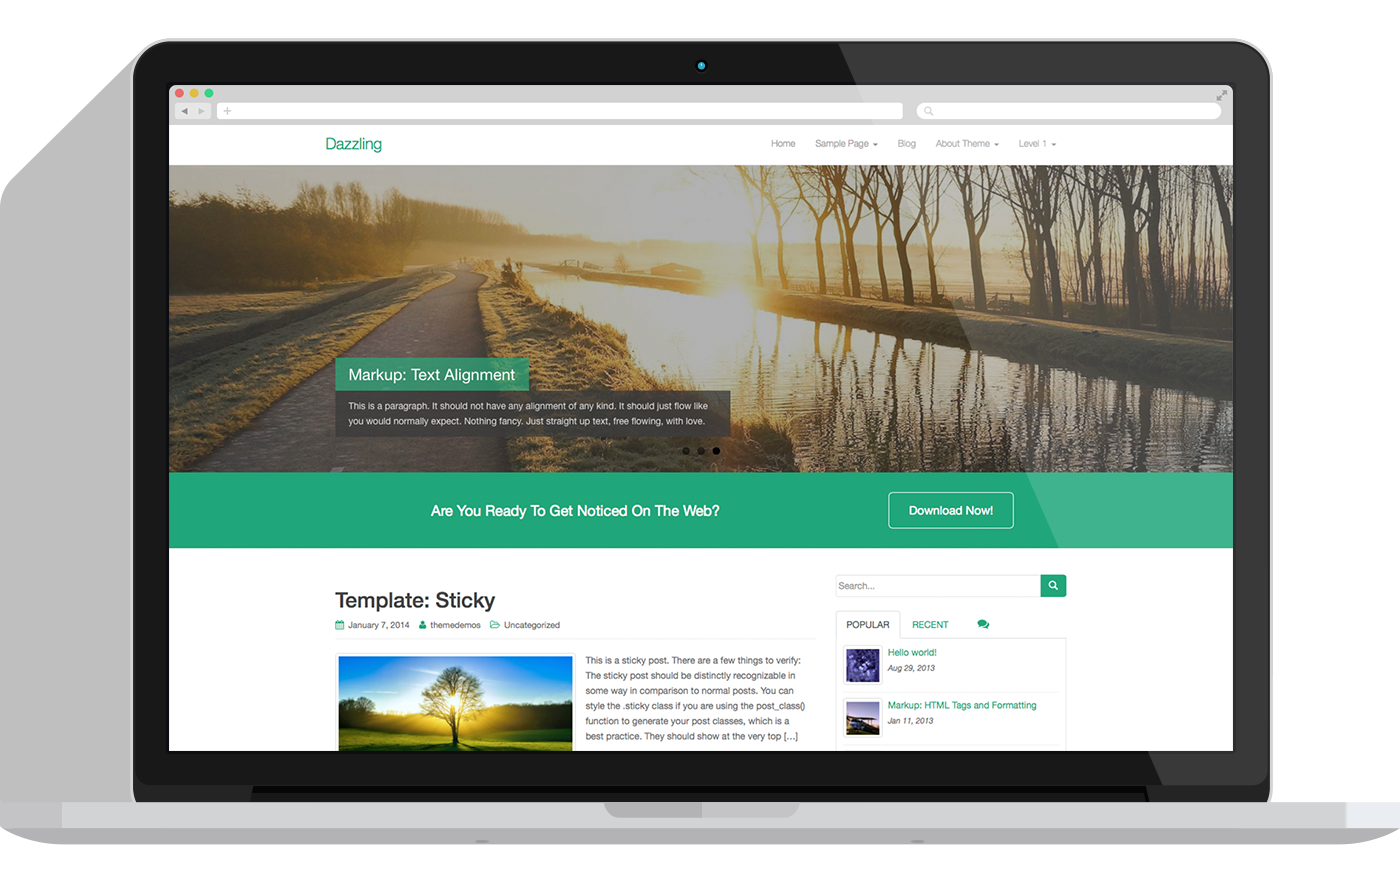 Dazzling
Home Sample Page Blog About Theme Level 1
Markup: Text Alignment
This is a paragraph. It should not have any alignment of any kind. It should just flow like
you would normally expect. Nothing fancy. Just straight up text, free flowing, with love.
Are You Ready To Get Noticed On The Web?
Download Now!
Template: Sticky
January 7, 2014 themedemos Uncategorized
This is a sticky post. There are a few things to verify:
The sticky post should be distinctly recognizable in
some way in comparison to normal posts. You can
style the .sticky class if you are using the post_class()
function to generate your post classes, which is a
best practice. They should show at the very top [...]
Search...
POPULAR RECENT
Hello world!
Aug 29, 2013
Markup: HTML Tags and Formatting
Jan 11, 2013